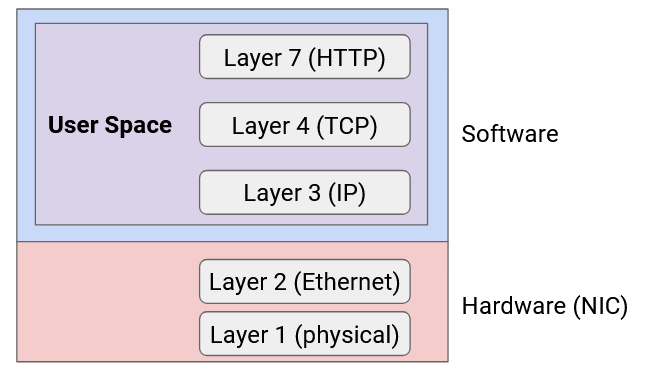 Layer 7 (HTTP)
User Space
Layer 4 (TCP)
Software
Layer 3 (IP)
Layer 2 (Ethernet)
Hardware (NIC)
Layer 1 (physical)